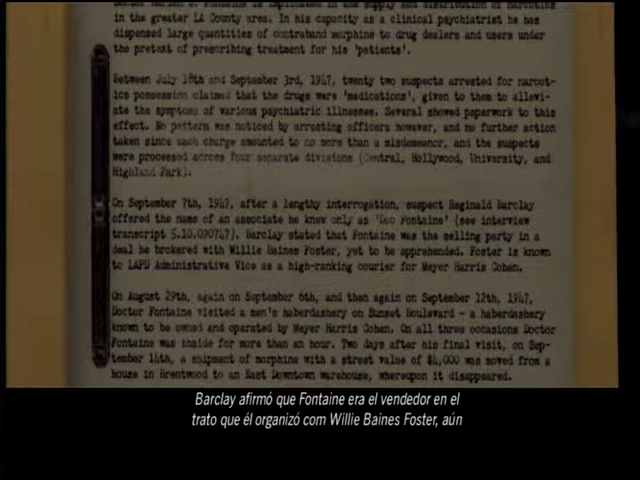 in the greater LA County area. In his capacity as a clinical psychiatrist he has
dispensed large quantities of contraband morphine to drug dealers and users under
the pretext of prescribing treatment for his 'patients'.
Between July 18th and September 3rd, 1947, twenty two suspects arrested for narcot-
ics possession claimed that the drugs were 'medications', given to them to allevi-
ate the symptoms of various psychiatric illnesses. Several showed paperwork to this
effect. No pattern was noticed by arresting officers however, and no further action
taken since each charge amounted to no more than a misdemeanor, and the suspects
were processed across four separate divisions (Central, Hollywood, University, and
Highland Park).
On September 7th, 1947, after a lengthy interrogation, suspect Reginald Barclay
offered the name of an associate he knew only as 'Doc Fontaine' (see interview
transcript S.10.090747). Barclay stated that Fontaine was the selling party in a
deal he brokered with Willie Baines Foster, yet to be apprehended. Foster is known
to LAPD Administrative Vice as a high-ranking courier for Meyer Harris Cohen.
On August 29th, again on September 6th, and then again on September 12th, 1947,
Doctor Fontaine visited a men's haberdashery on Sunset Boulevard - a haberdashery
known to be owned and operated by Meyer Harris Cohen. On all three occasions Doctor
Fontaine was inside for more than an hour. Two days after his final visit, on Sep-
tember 14th, a shipment of morphine with a street value of $4,000 was moved from a
house in Brentwood to an East Downtown warehouse, whereupon it disappeared.
Barclay afirmó que Fontaine era el vendedor en el
trato que él organizó com Willie Baines Foster, aún